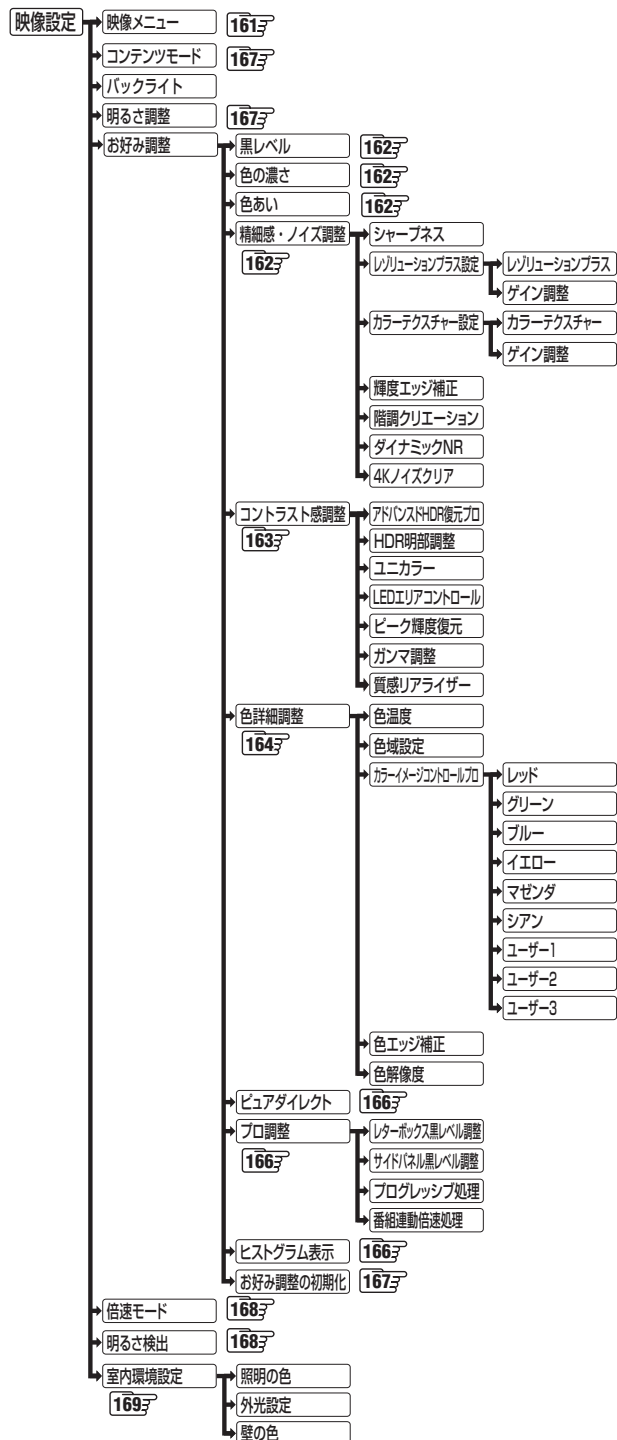 映像設定
映像メニュー 161
コンテンツモード 167
バックライト
明るさ調整 167
お好み調整
黒レベル 162
色の濃さ 162
色あい 162
精細感・ノイズ調整
162
シャープネス
レゾリューションプラス設定
レゾリューションプラス
ゲイン調整
カラーテクスチャー設定
カラーテクスチャー
ゲイン調整
輝度エッジ補正
階調クリエーション
ダイナミックNR
4Kノイズクリア
コントラスト感調整
163
アドバンスドHDR復元プロ
HDR明部調整
ユニカラー
LEDエリアコントロール
ピーク輝度復元
ガンマ調整
質感リアライザー
色詳細調整
164
色温度
色域設定
カラーイメージコントロールプロ
レッド
グリーン
ブルー
イエロー
マゼンダ
シアン
ユーザー1
ユーザー2
ユーザー3
色エッジ補正
色解像度
ピュアダイレクト 166
プロ調整
166
レターボックス黒レベル調整
サイドパネル黒レベル調整
プログレッシブ処理
番組連動倍速処理
ヒストグラム表示 166
お好み調整の初期化 167
倍速モード 168
明るさ検出 168
室内環境設定
169
照明の色
外光設定
壁の色